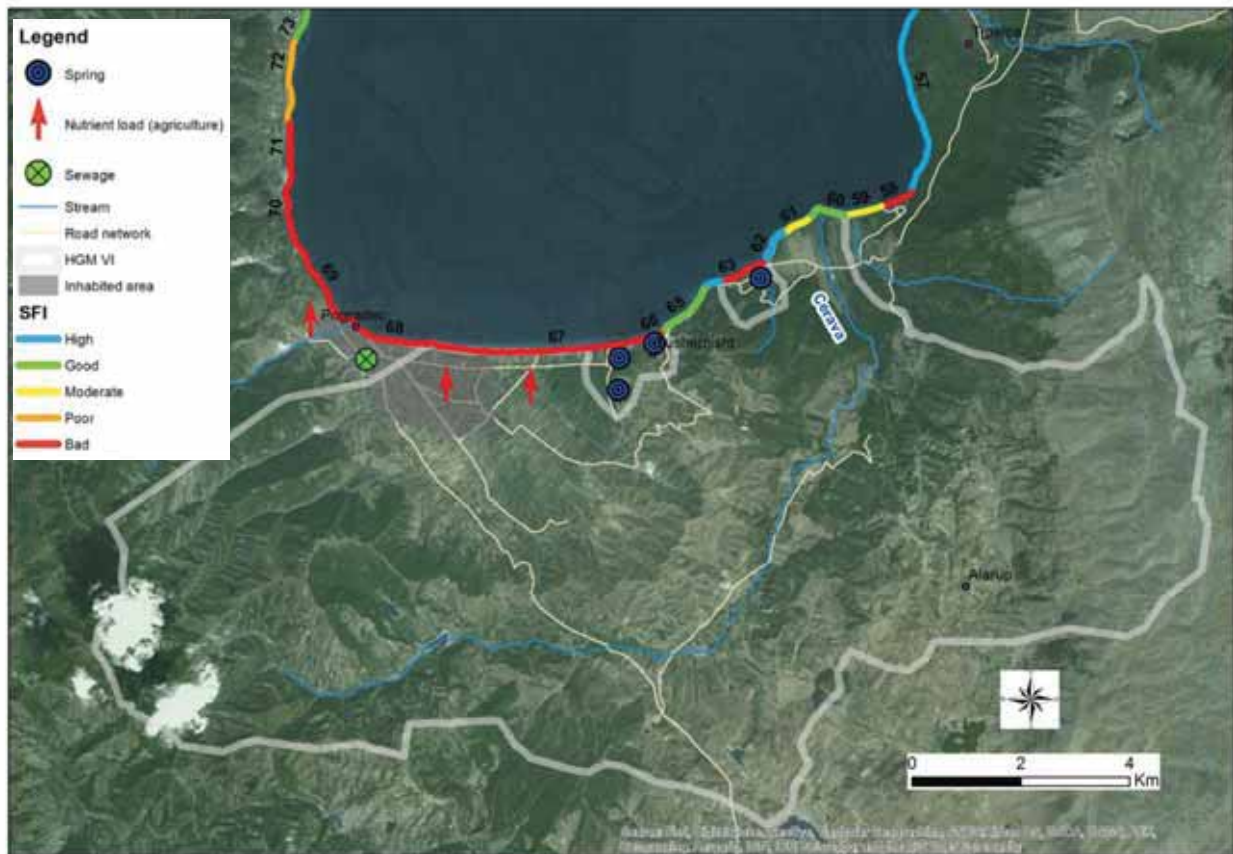 Legend
Spring
Nutrient load (agriculture)
Sewage
Stream
Road network
HGM VI
Inhabited area
SFI
High
Good
Moderate
Poor
Bad
73
72
71
70
69
68
67
66
65
63
62
61
60
59
58
57
Pogradec
Cerava
Alarup
0 2 4
Km